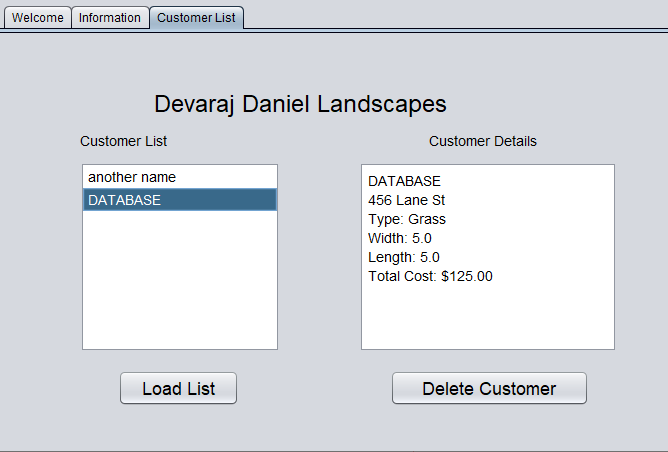 Welcome
Information
Customer List
Devaraj Daniel Landscapes
Customer List
Customer Details
another name
DATABASE
DATABASE
456 Lane St
Type: Grass
Width: 5.0
Length: 5.0
Total Cost: $125.00
Load List
Delete Customer